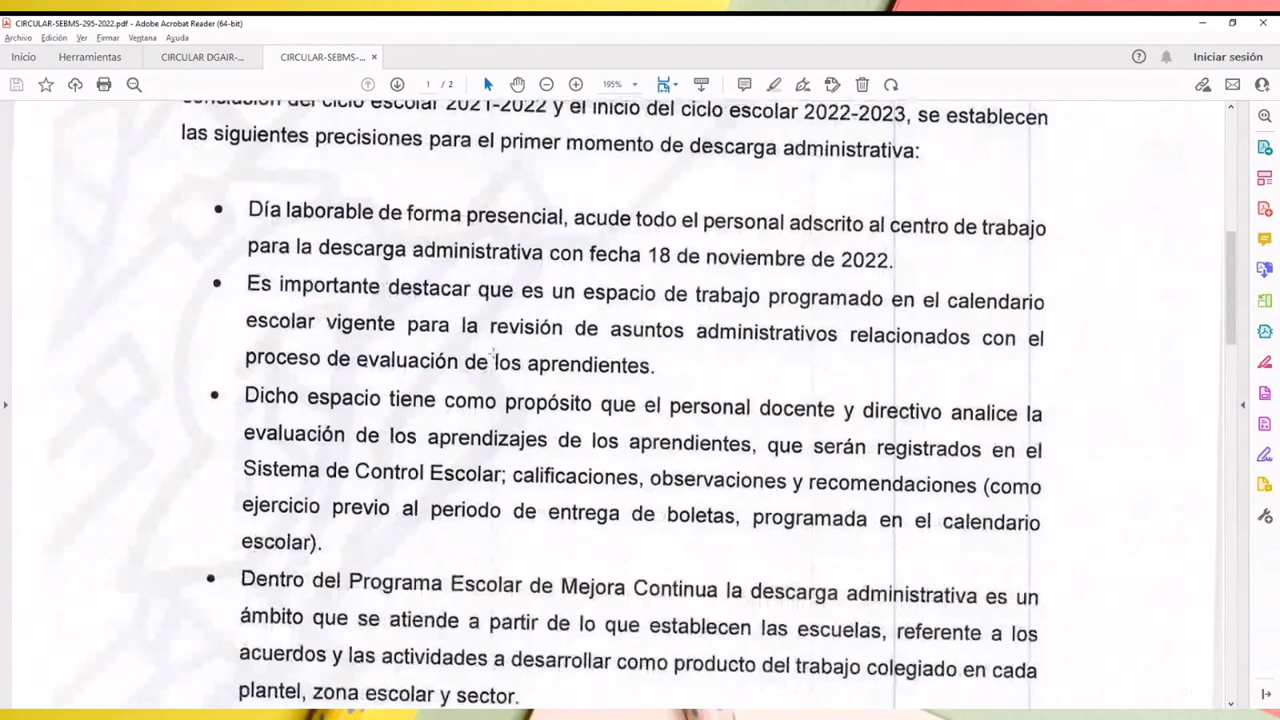 CIRCULAR-SEBMS-295-2022.pdf - Adobe Acrobat Reader (64-bit)
Archivo Edición Ver Firmar Ventana Ayuda
Inicio Herramientas CIRCULAR DGAIR-... CIRCULAR-SEBMS-... × Iniciar sesión
1 / 2 195%
conclusión del ciclo escolar 2021-2022 y el inicio del ciclo escolar 2022-2023, se establecen
las siguientes precisiones para el primer momento de descarga administrativa:
• Día laborable de forma presencial, acude todo el personal adscrito al centro de trabajo
para la descarga administrativa con fecha 18 de noviembre de 2022.
• Es importante destacar que es un espacio de trabajo programado en el calendario
escolar vigente para la revisión de asuntos administrativos relacionados con el
proceso de evaluación de los aprendientes.
• Dicho espacio tiene como propósito que el personal docente y directivo analice la
evaluación de los aprendizajes de los aprendientes, que serán registrados en el
Sistema de Control Escolar; calificaciones, observaciones y recomendaciones (como
ejercicio previo al periodo de entrega de boletas, programada en el calendario
escolar).
• Dentro del Programa Escolar de Mejora Continua la descarga administrativa es un
ámbito que se atiende a partir de lo que establecen las escuelas, referente a los
acuerdos y las actividades a desarrollar como producto del trabajo colegiado en cada
plantel, zona escolar y sector.